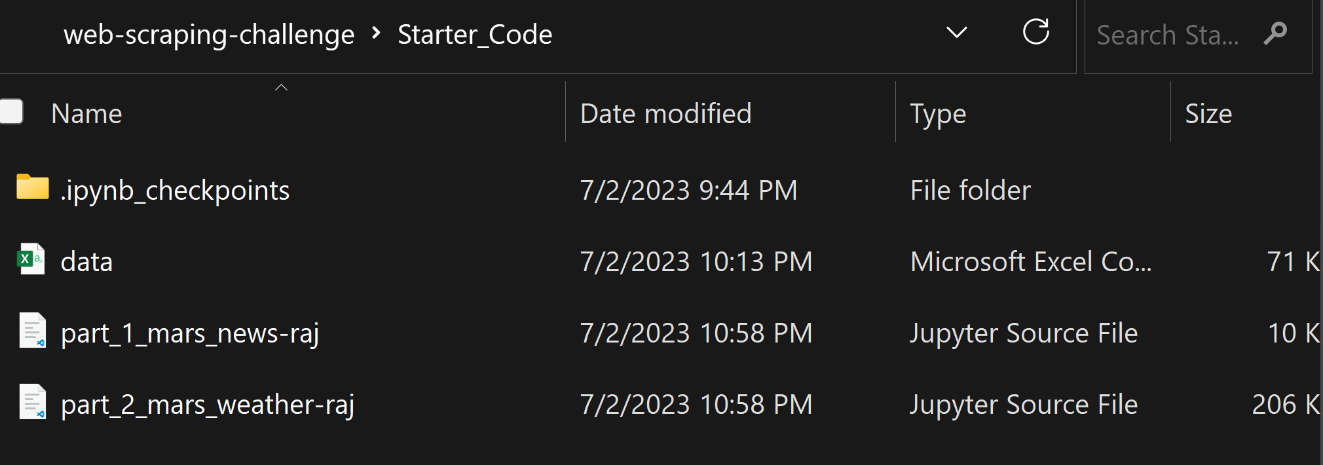 web-scraping-challenge > Starter_Code Search Sta...
Name Date modified Type Size
.ipynb_checkpoints 7/2/2023 9:44 PM File folder
data 7/2/2023 10:13 PM Microsoft Excel Co... 71 K
part_1_mars_news-raj 7/2/2023 10:58 PM Jupyter Source File 10 K
part_2_mars_weather-raj 7/2/2023 10:58 PM Jupyter Source File 206 K